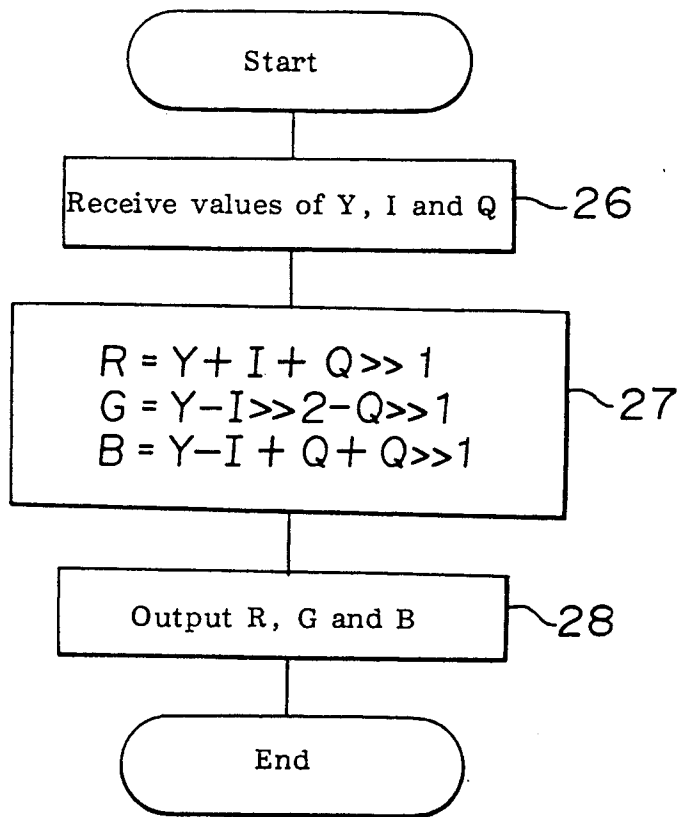 Start
Receive values of Y, I and Q
26
R = Y + I + Q>>1
G = Y-I>>2-Q>>1
B = Y-I + Q + Q>>1
27
Output R, G and B
28
End